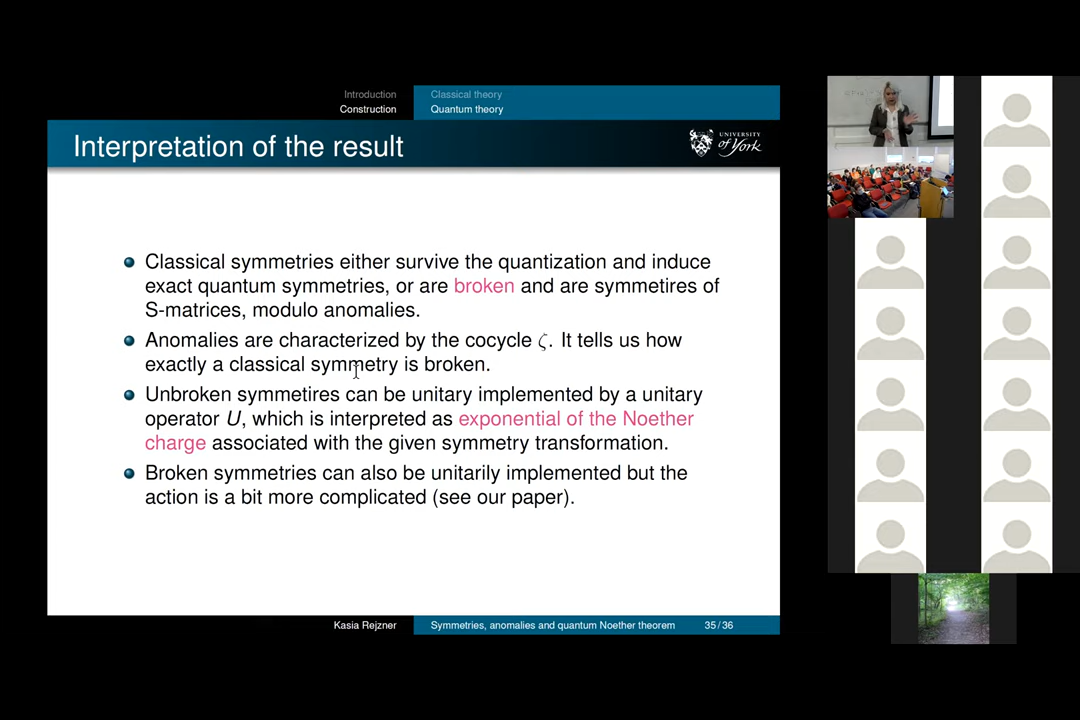 Introduction
Construction
Classical theory
Quantum theory
Interpretation of the result
UNIVERSITY
of York
Classical symmetries either survive the quantization and induce
exact quantum symmetries, or are broken and are symmetires of
S-matrices, modulo anomalies.
Anomalies are characterized by the cocycle ζ. It tells us how
exactly a classical symmetry is broken.
Unbroken symmetires can be unitary implemented by a unitary
operator U, which is interpreted as exponential of the Noether
charge associated with the given symmetry transformation.
Broken symmetries can also be unitarily implemented but the
action is a bit more complicated (see our paper).
Kasia Rejzner
Symmetries, anomalies and quantum Noether theorem
35/36